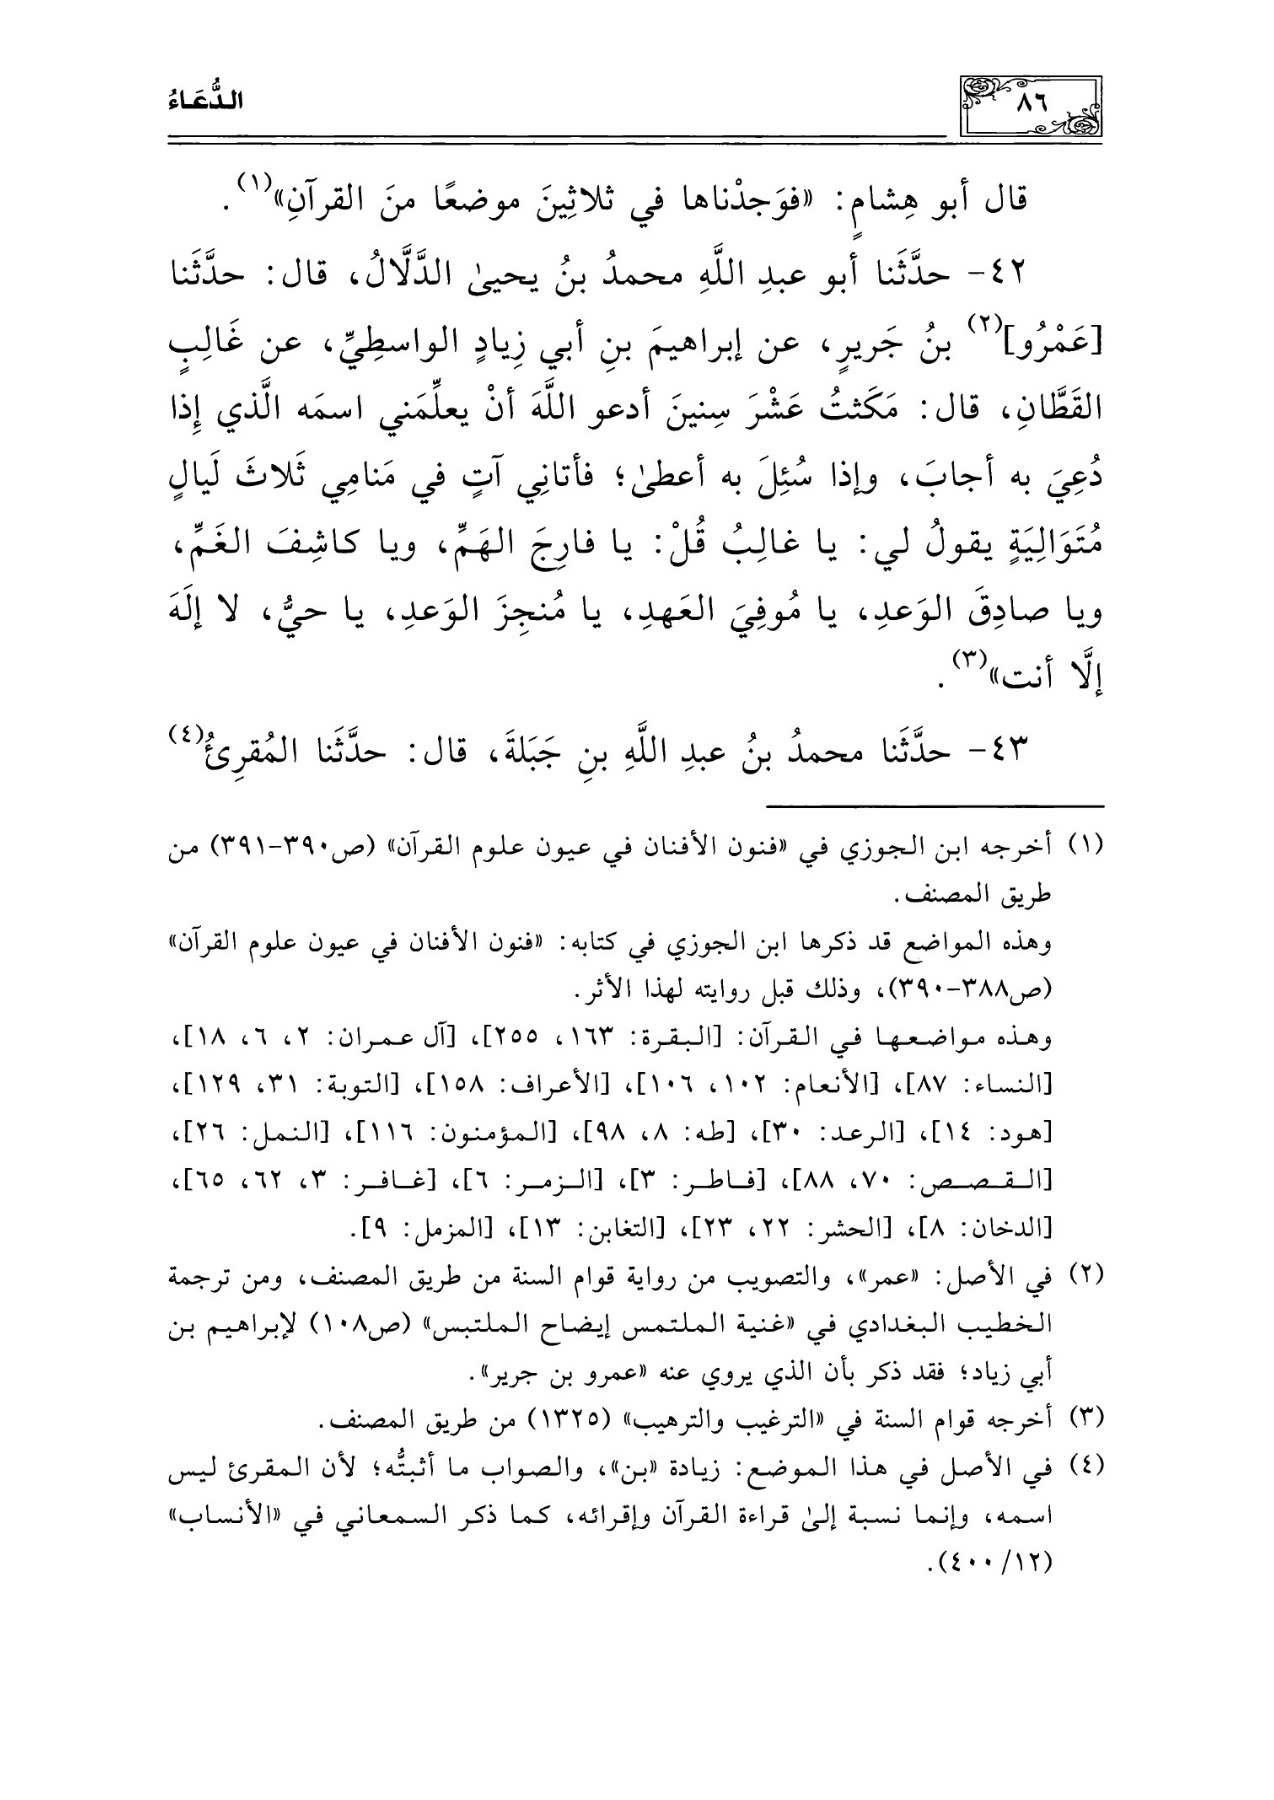 ٨٦
الدُّعَاءُ
قال أبو هِشامٍ: «فوَجدْناها في ثلاثِينَ موضعًا منَ القرآنِ»(١).
٤٢- حدَّثَنا أبو عبدِ اللَّهِ محمدُ بنُ يحيىٰ الدَّلَّالُ، قال: حدَّثَنا
[عَمْرُو](٢) بنُ جَريرٍ، عن إبراهيمَ بنِ أبي زِيادٍ الواسطِيِّ، عن غَالِبٍ
القَطَّانِ، قال: مَكَثتُ عَشْرَ سِنينَ أدعو اللَّهَ أنْ يعلِّمَني اسمَه الَّذي إِذا
دُعِيَ به أجابَ، وإذا سُئِلَ به أعطىٰ؛ فأتانِي آتٍ في مَنامِي ثَلاثَ لَيالٍ
مُتَوَالِيَةٍ يقولُ لي: يا غالِبُ قُلْ: يا فارِجَ الهَمِّ، ويا كاشِفَ الغَمِّ،
ويا صادِقَ الوَعدِ، يا مُوفِيَ العَهدِ، يا مُنجِزَ الوَعدِ، يا حيُّ، لا إلَهَ
إلَّا أنت»(٣).
٤٣- حدَّثَنا محمدُ بنُ عبدِ اللَّهِ بنِ جَبَلةَ، قال: حدَّثَنا المُقرِئُ(٤)
(١) أخرجه ابن الجوزي في «فنون الأفنان في عيون علوم القرآن» (ص٣٩٠-٣٩١) من
طريق المصنف.
وهذه المواضع قد ذكرها ابن الجوزي في كتابه: «فنون الأفنان في عيون علوم القرآن»
(ص٣٨٨-٣٩٠)، وذلك قبل روايته لهذا الأثر.
وهذه مواضعها في القرآن: [البقرة: ١٦٣، ٢٥٥]، [آل عمران: ٢، ٦، ١٨]،
[النساء: ٨٧]، [الأنعام: ١٠٢، ١٠٦]، [الأعراف: ١٥٨]، [التوبة: ٣١، ١٢٩]،
[هود: ١٤]، [الرعد: ٣٠]، [طه: ٨، ٩٨]، [المؤمنون: ١١٦]، [النمل: ٢٦]،
[القصص: ٧٠، ٨٨]، [فاطر: ٣]، [الزمر: ٦]، [غافر: ٣، ٦٢، ٦٥]،
[الدخان: ٨]، [الحشر: ٢٢، ٢٣]، [التغابن: ١٣]، [المزمل: ٩].
(٢) في الأصل: «عمر»، والتصويب من رواية قوام السنة من طريق المصنف، ومن ترجمة
الخطيب البغدادي في «غنية الملتمس إيضاح الملتبس» (ص١٠٨) لإبراهيم بن
أبي زياد؛ فقد ذكر بأن الذي يروي عنه «عمرو بن جرير».
(٣) أخرجه قوام السنة في «الترغيب والترهيب» (١٣٢٥) من طريق المصنف.
(٤) في الأصل في هذا الموضع: زيادة «بن»، والصواب ما أثبتُّه؛ لأن المقرئ ليس
اسمه، وإنما نسبة إلىٰ قراءة القرآن وإقرائه، كما ذكر السمعاني في «الأنساب»
(١٢/ ٤٠٠).